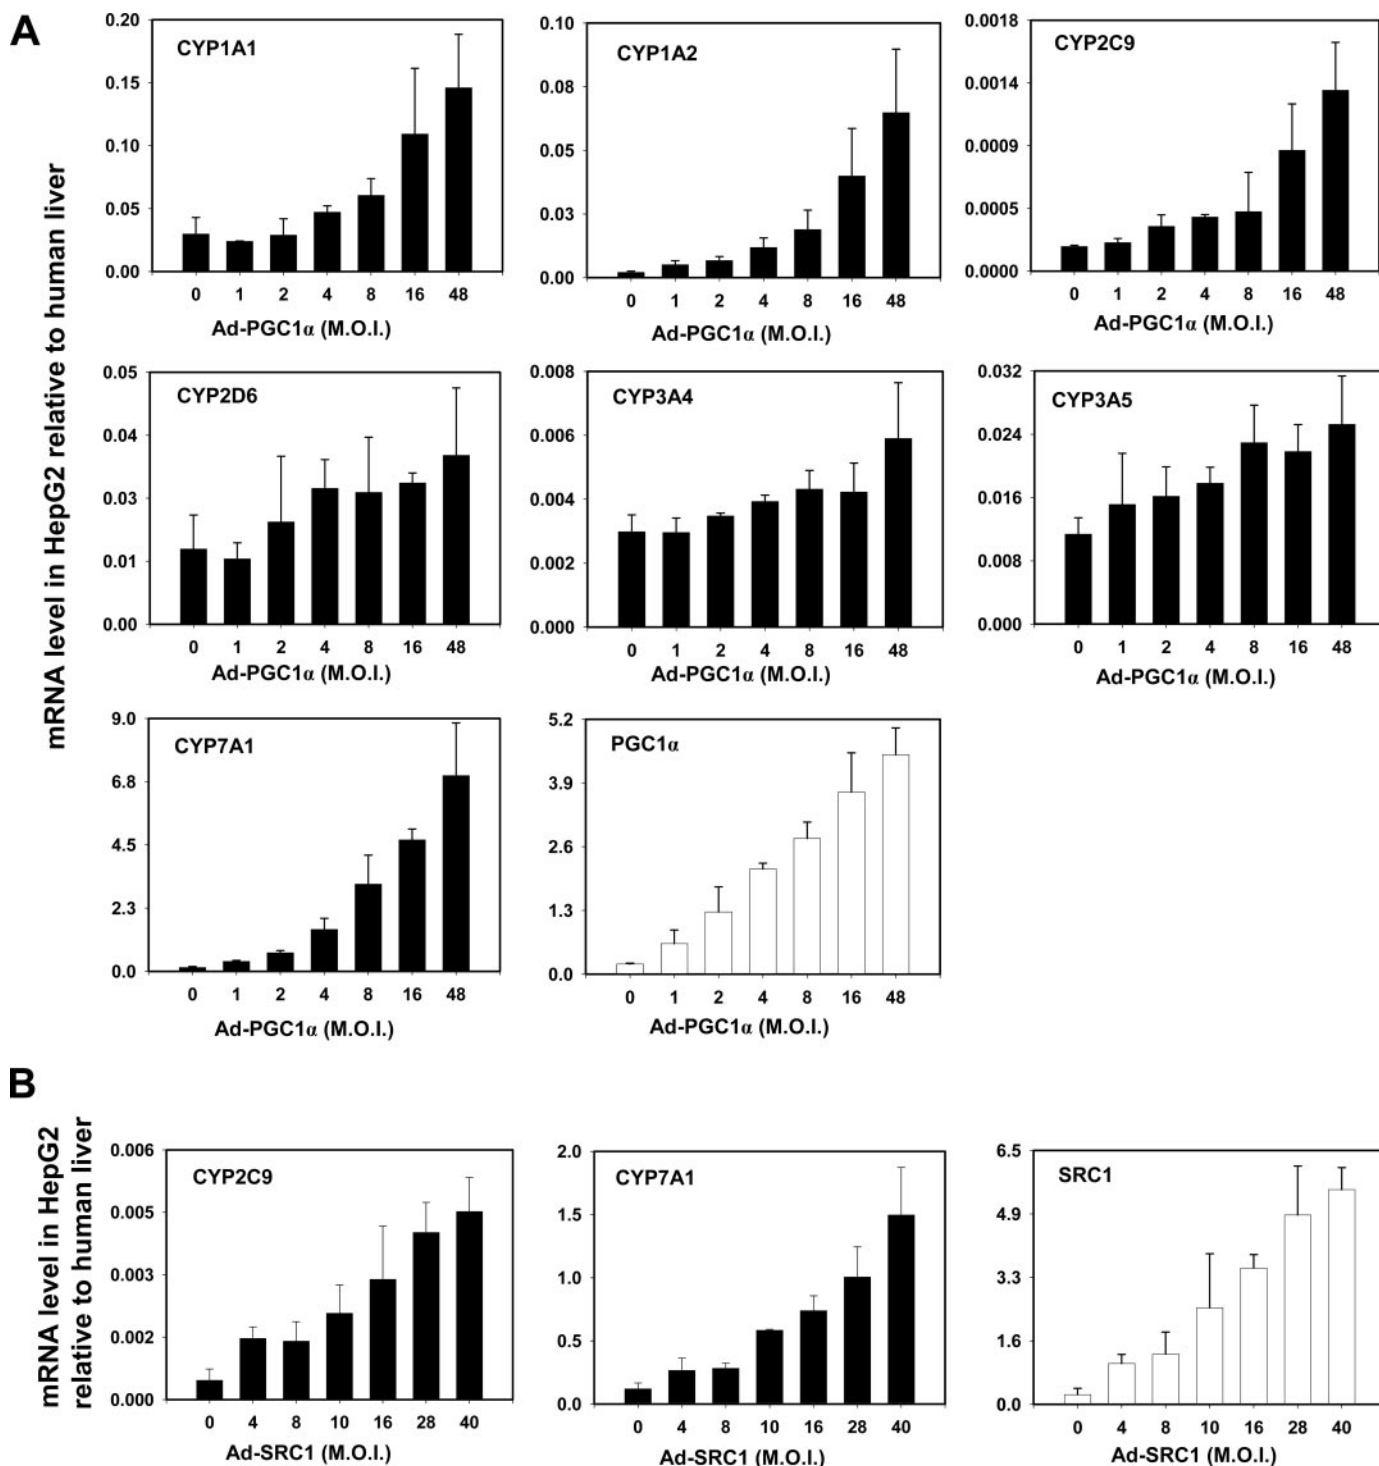 A
mRNA level in HepG2 relative to human liver
CYP1A1
0.20
0.15
0.10
0.05
0.00
0 1 2 4 8 16 48
Ad-PGC1α (M.O.I.)
CYP1A2
0.10
0.08
0.05
0.03
0.00
0 1 2 4 8 16 48
Ad-PGC1α (M.O.I.)
CYP2C9
0.0018
0.0014
0.0009
0.0005
0.0000
0 1 2 4 8 16 48
Ad-PGC1α (M.O.I.)
CYP2D6
0.05
0.04
0.03
0.01
0.00
0 1 2 4 8 16 48
Ad-PGC1α (M.O.I.)
CYP3A4
0.008
0.006
0.004
0.002
0.000
0 1 2 4 8 16 48
Ad-PGC1α (M.O.I.)
CYP3A5
0.032
0.024
0.016
0.008
0.000
0 1 2 4 8 16 48
Ad-PGC1α (M.O.I.)
CYP7A1
9.0
6.8
4.5
2.3
0.0
0 1 2 4 8 16 48
Ad-PGC1α (M.O.I.)
PGC1α
5.2
3.9
2.6
1.3
0.0
0 1 2 4 8 16 48
Ad-PGC1α (M.O.I.)
B
mRNA level in HepG2
relative to human liver
CYP2C9
0.006
0.005
0.003
0.002
0.000
0 4 8 10 16 28 40
Ad-SRC1 (M.O.I.)
CYP7A1
2.0
1.5
1.0
0.5
0.0
0 4 8 10 16 28 40
Ad-SRC1 (M.O.I.)
SRC1
6.5
4.9
3.3
1.6
0.0
0 4 8 10 16 28 40
Ad-SRC1 (M.O.I.)